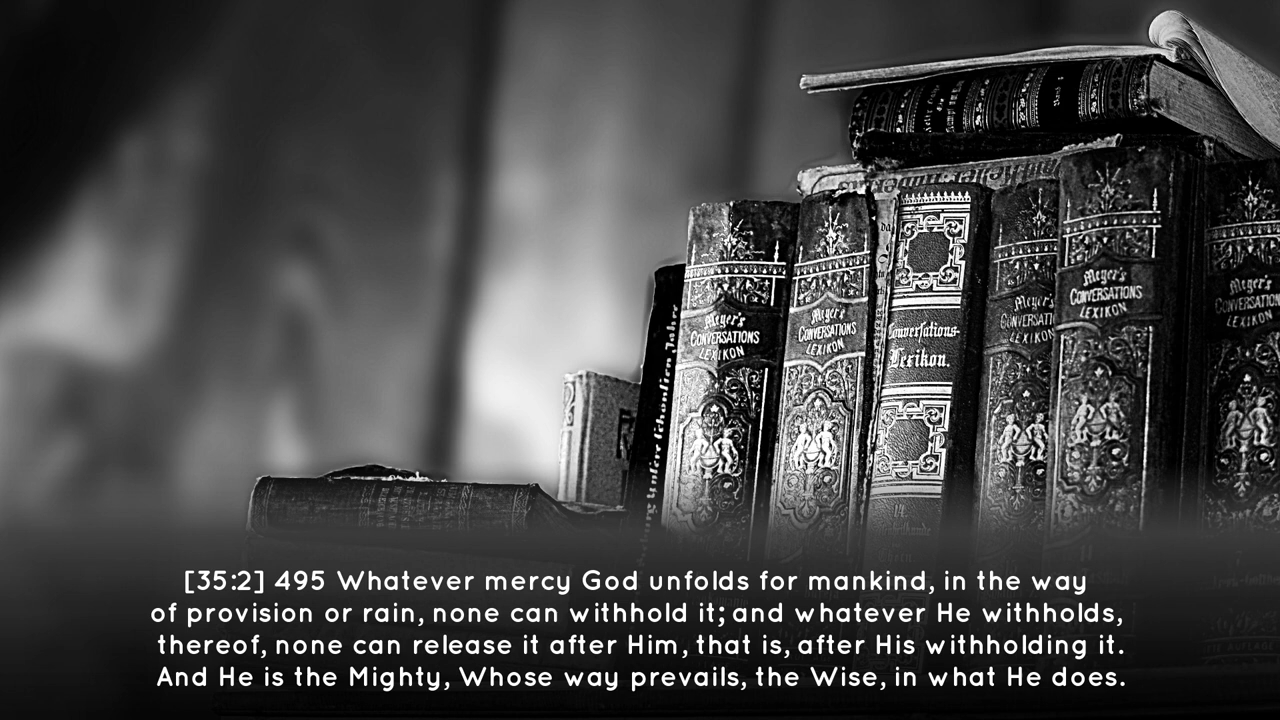 Meyer's
CONVERSATIONS
LEXIKON
Meyer's
CONVERSATIONS
LEXIKON
Conversations-
Lexikon.
14
Meyer's
CONVERSATI
LEXIKON
Meyer's
CONVERSATIONS
LEXIKON
Meyer's
CONVERSATION
LEXIKON
[35:2] 495 Whatever mercy God unfolds for mankind, in the way
of provision or rain, none can withhold it; and whatever He withholds,
thereof, none can release it after Him, that is, after His withholding it.
And He is the Mighty, Whose way prevails, the Wise, in what He does.